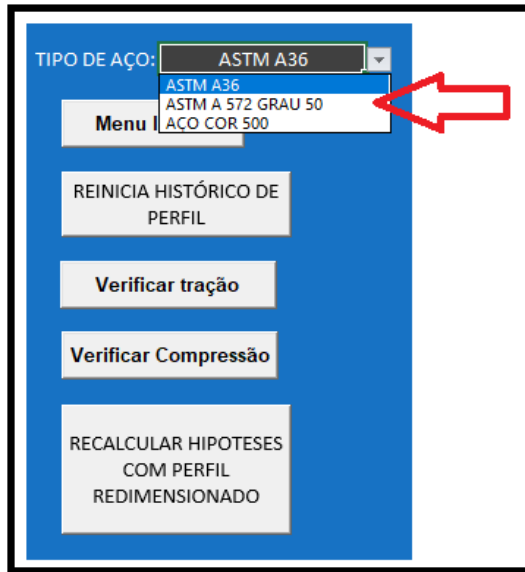 TIPO DE AÇO: ASTM A36
ASTM A36
ASTM A 572 GRAU 50
AÇO COR 500
Menu
REINICIA HISTÓRICO DE
PERFIL
Verificar tração
Verificar Compressão
RECALCULAR HIPOTESES
COM PERFIL
REDIMENSIONADO